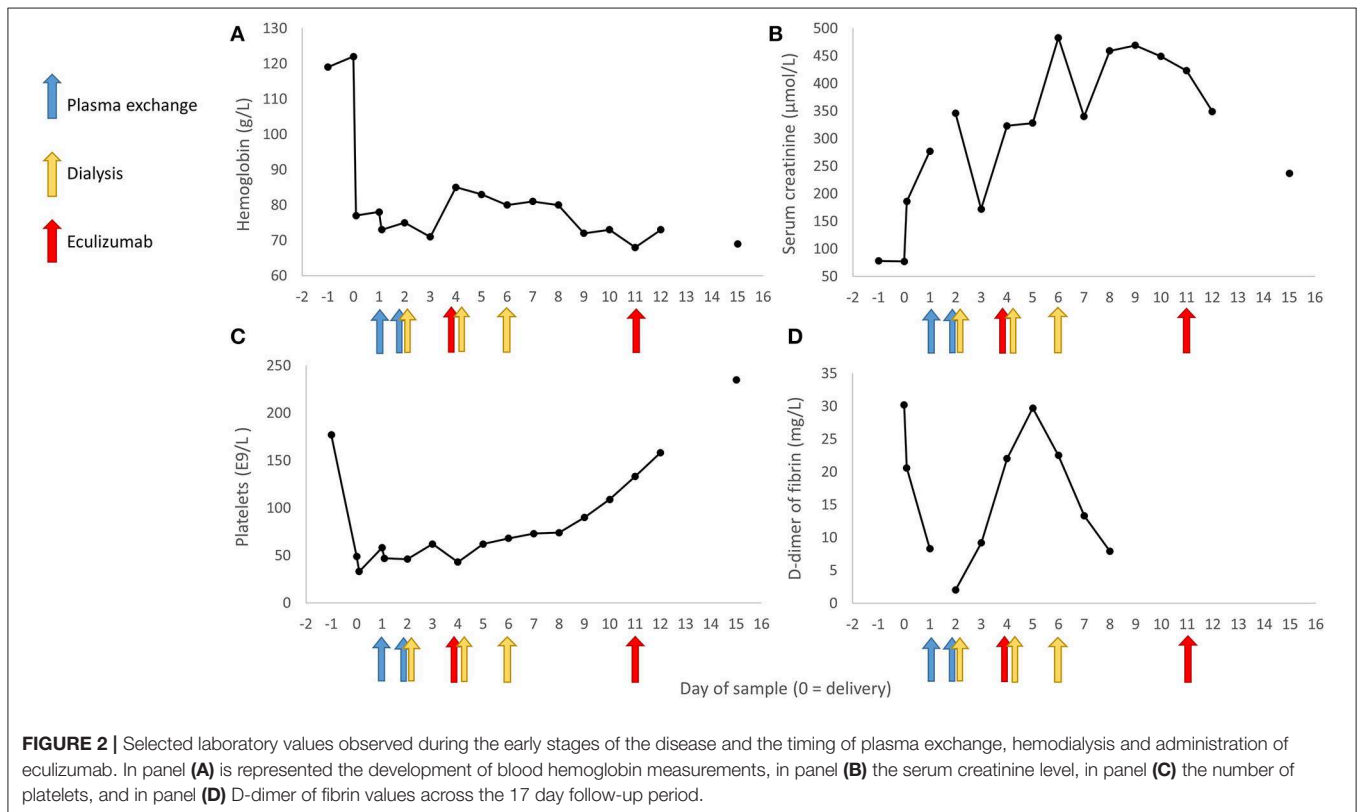 Plasma exchange
Dialysis
Eculizumab
A
Hemoglobin (g/L)
130
120
110
100
90
80
70
60
-2 -1 0 1 2 3 4 5 6 7 8 9 10 11 12 13 14 15 16
B
Serum creatinine (µmol/L)
500
450
400
350
300
250
200
150
100
50
-2 -1 0 1 2 3 4 5 6 7 8 9 10 11 12 13 14 15 16
C
Platelets (E9/L)
250
200
150
100
50
0
-2 -1 0 1 2 3 4 5 6 7 8 9 10 11 12 13 14 15 16
D
D-dimer of fibrin (mg/L)
35
30
25
20
15
10
5
0
-2 -1 0 1 2 3 4 5 6 7 8 9 10 11 12 13 14 15 16
Day of sample (0 = delivery)
FIGURE 2 | Selected laboratory values observed during the early stages of the disease and the timing of plasma exchange, hemodialysis and administration of
eculizumab. In panel (A) is represented the development of blood hemoglobin measurements, in panel (B) the serum creatinine level, in panel (C) the number of
platelets, and in panel (D) D-dimer of fibrin values across the 17 day follow-up period.